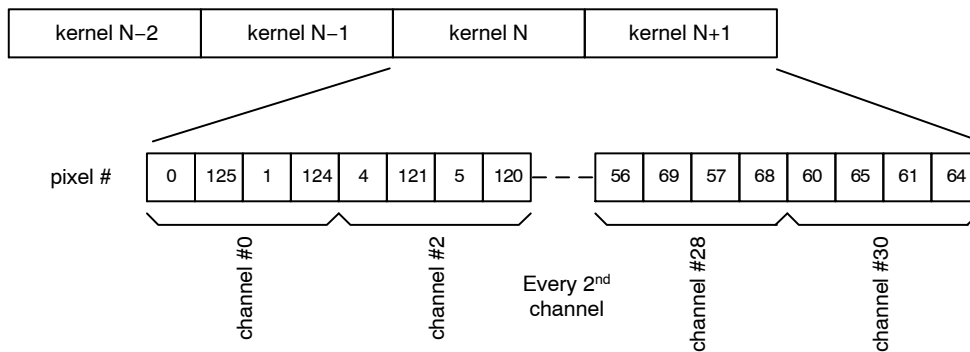 kernel N−2 kernel N−1 kernel N kernel N+1
pixel # 0 125 1 124 4 121 5 120 56 69 57 68 60 65 61 64
channel #0 channel #2 Every 2nd channel channel #28 channel #30